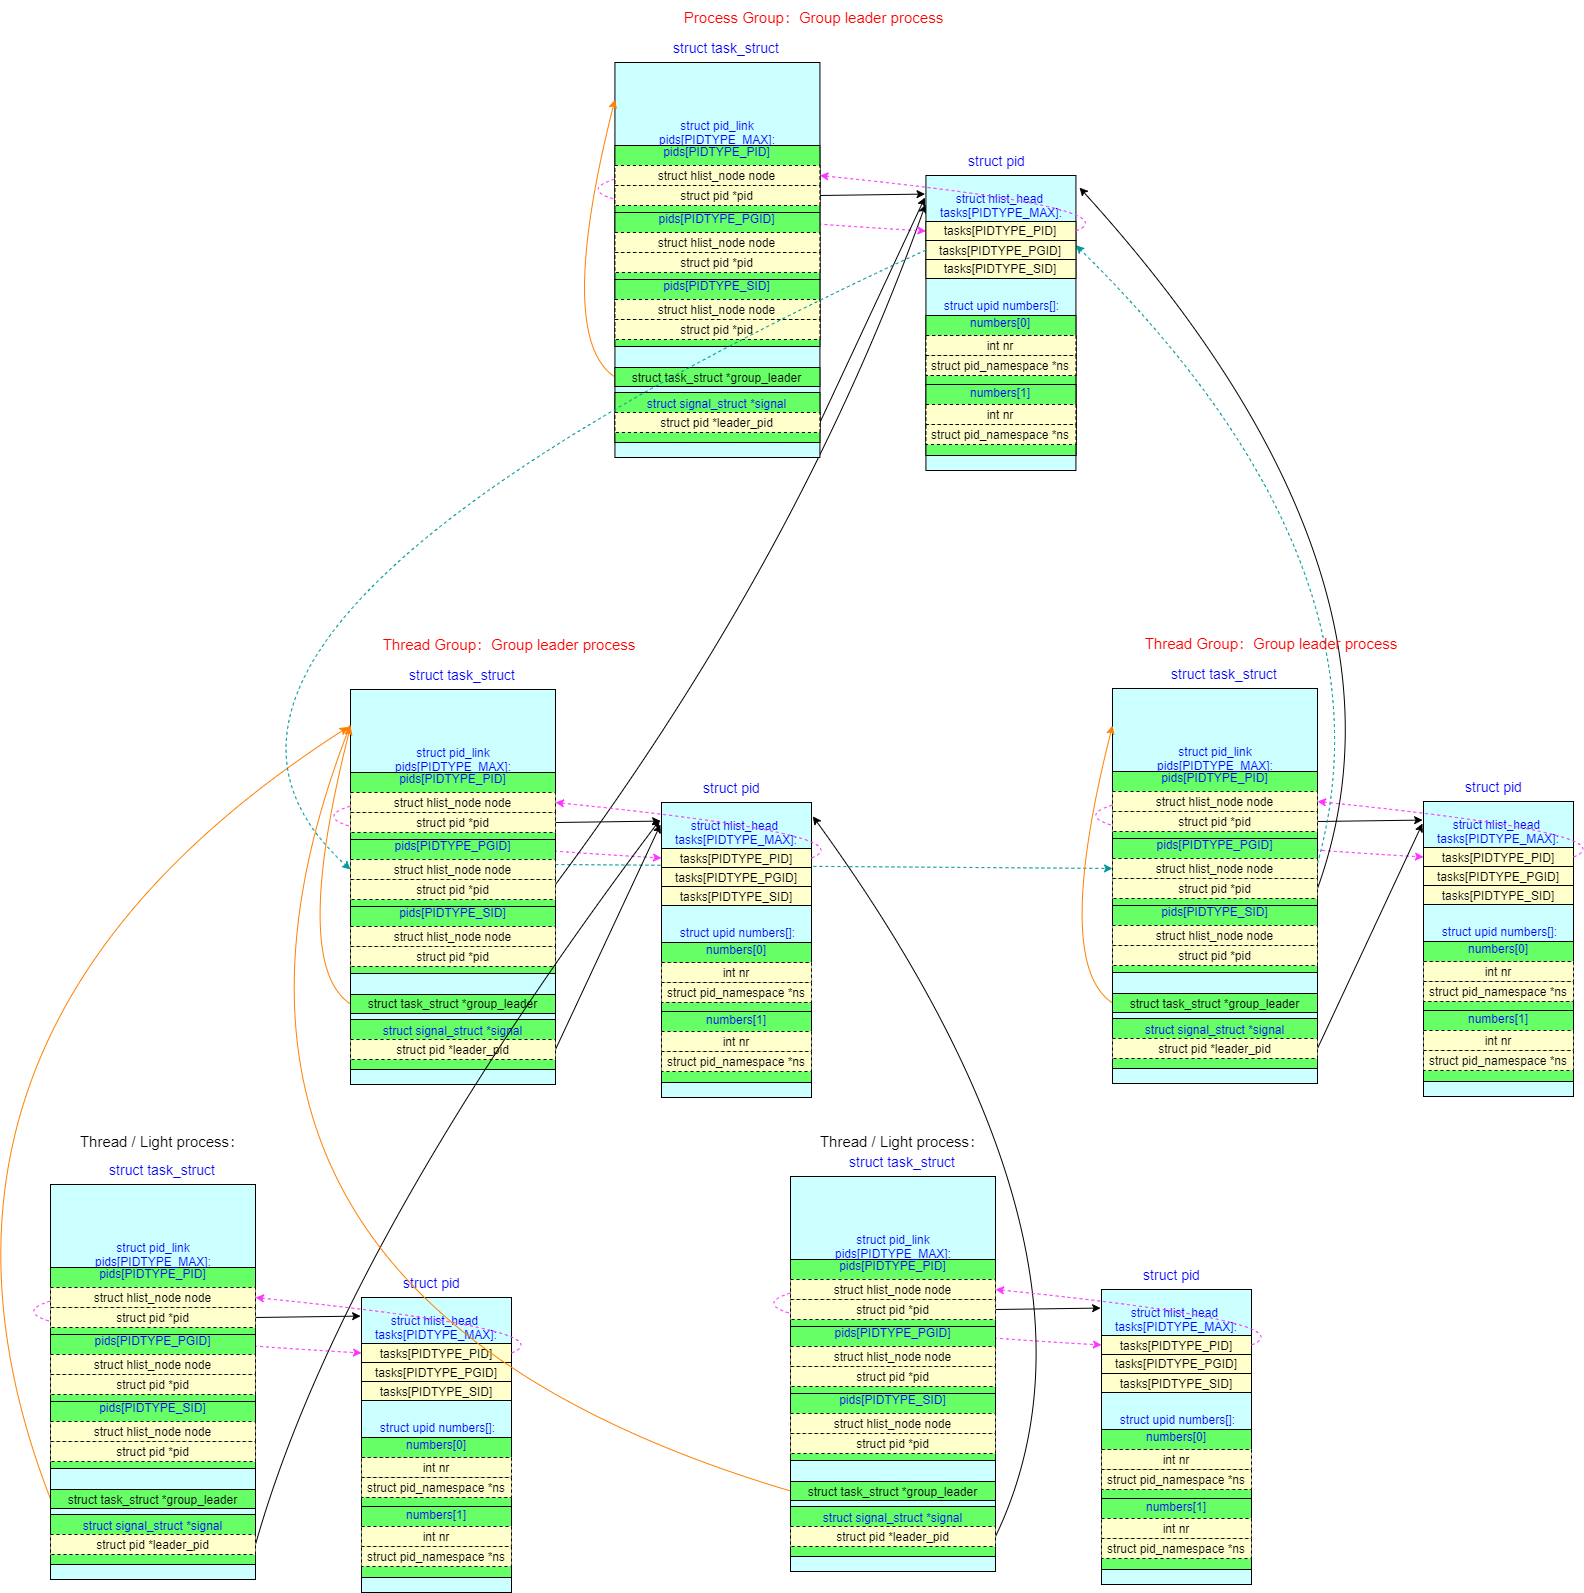 Process Group：Group leader process
struct task_struct
struct pid_link
pids[PIDTYPE_MAX]:
pids[PIDTYPE_PID]
struct hlist_node node
struct pid *pid
pids[PIDTYPE_PGID]
struct hlist_node node
struct pid *pid
pids[PIDTYPE_SID]
struct hlist_node node
struct pid *pid
struct task_struct *group_leader
struct signal_struct *signal
struct pid *leader_pid
struct pid
struct hlist_head
tasks[PIDTYPE_MAX]:
tasks[PIDTYPE_PID]
tasks[PIDTYPE_PGID]
tasks[PIDTYPE_SID]
struct upid numbers[]:
numbers[0]
int nr
struct pid_namespace *ns
numbers[1]
int nr
struct pid_namespace *ns
Thread Group：Group leader process
struct task_struct
struct pid_link
pids[PIDTYPE_MAX]:
pids[PIDTYPE_PID]
struct hlist_node node
struct pid *pid
pids[PIDTYPE_PGID]
struct hlist_node node
struct pid *pid
pids[PIDTYPE_SID]
struct hlist_node node
struct pid *pid
struct task_struct *group_leader
struct signal_struct *signal
struct pid *leader_pid
struct pid
struct hlist_head
tasks[PIDTYPE_MAX]:
tasks[PIDTYPE_PID]
tasks[PIDTYPE_PGID]
tasks[PIDTYPE_SID]
struct upid numbers[]:
numbers[0]
int nr
struct pid_namespace *ns
numbers[1]
int nr
struct pid_namespace *ns
Thread Group：Group leader process
struct task_struct
struct pid_link
pids[PIDTYPE_MAX]:
pids[PIDTYPE_PID]
struct hlist_node node
struct pid *pid
pids[PIDTYPE_PGID]
struct hlist_node node
struct pid *pid
pids[PIDTYPE_SID]
struct hlist_node node
struct pid *pid
struct task_struct *group_leader
struct signal_struct *signal
struct pid *leader_pid
struct pid
struct hlist_head
tasks[PIDTYPE_MAX]:
tasks[PIDTYPE_PID]
tasks[PIDTYPE_PGID]
tasks[PIDTYPE_SID]
struct upid numbers[]:
numbers[0]
int nr
struct pid_namespace *ns
numbers[1]
int nr
struct pid_namespace *ns
Thread / Light process：
struct task_struct
struct pid_link
pids[PIDTYPE_MAX]:
pids[PIDTYPE_PID]
struct hlist_node node
struct pid *pid
pids[PIDTYPE_PGID]
struct hlist_node node
struct pid *pid
pids[PIDTYPE_SID]
struct hlist_node node
struct pid *pid
struct task_struct *group_leader
struct signal_struct *signal
struct pid *leader_pid
struct pid
struct hlist_head
tasks[PIDTYPE_MAX]:
tasks[PIDTYPE_PID]
tasks[PIDTYPE_PGID]
tasks[PIDTYPE_SID]
struct upid numbers[]:
numbers[0]
int nr
struct pid_namespace *ns
numbers[1]
int nr
struct pid_namespace *ns
Thread / Light process：
struct task_struct
struct pid_link
pids[PIDTYPE_MAX]:
pids[PIDTYPE_PID]
struct hlist_node node
struct pid *pid
pids[PIDTYPE_PGID]
struct hlist_node node
struct pid *pid
pids[PIDTYPE_SID]
struct hlist_node node
struct pid *pid
struct task_struct *group_leader
struct signal_struct *signal
struct pid *leader_pid
struct pid
struct hlist_head
tasks[PIDTYPE_MAX]:
tasks[PIDTYPE_PID]
tasks[PIDTYPE_PGID]
tasks[PIDTYPE_SID]
struct upid numbers[]:
numbers[0]
int nr
struct pid_namespace *ns
numbers[1]
int nr
struct pid_namespace *ns